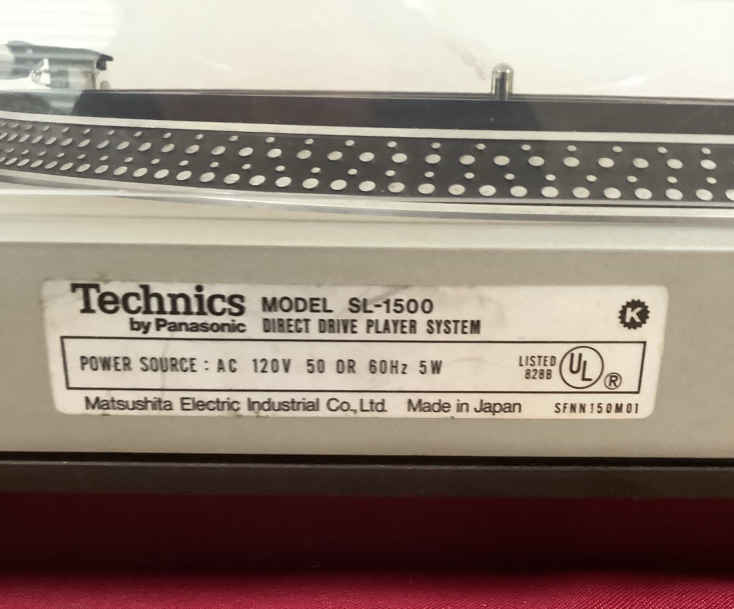 Technics MODEL SL-1500
by Panasonic DIRECT DRIVE PLAYER SYSTEM
K
POWER SOURCE : AC 120V 50 OR 60Hz 5W
LISTED
828B
UL ®
Matsushita Electric Industrial Co., Ltd. Made in Japan SFNN150M01